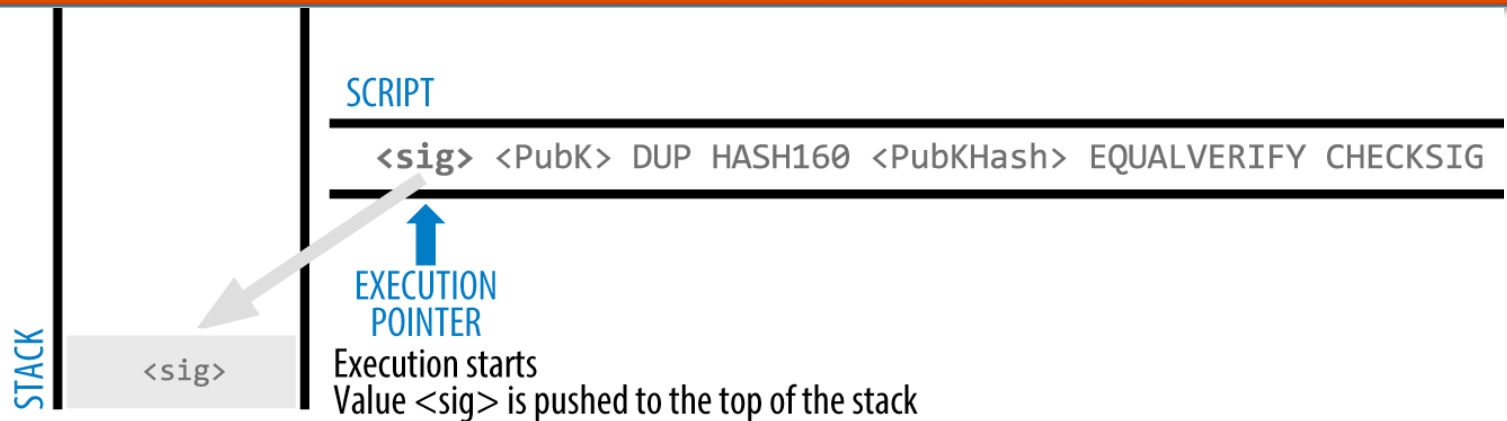 SCRIPT
<sig> <PubK> DUP HASH160 <PubKHash> EQUALVERIFY CHECKSIG
EXECUTION
POINTER
STACK
<sig>
Execution starts
Value <sig> is pushed to the top of the stack